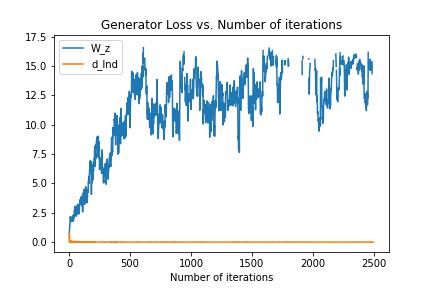 Generator Loss vs. Number of iterations
17.5
15.0
12.5
10.0
7.5
5.0
2.5
0.0
W_z
d_lnd
0 500 1000 1500 2000 2500
Number of iterations